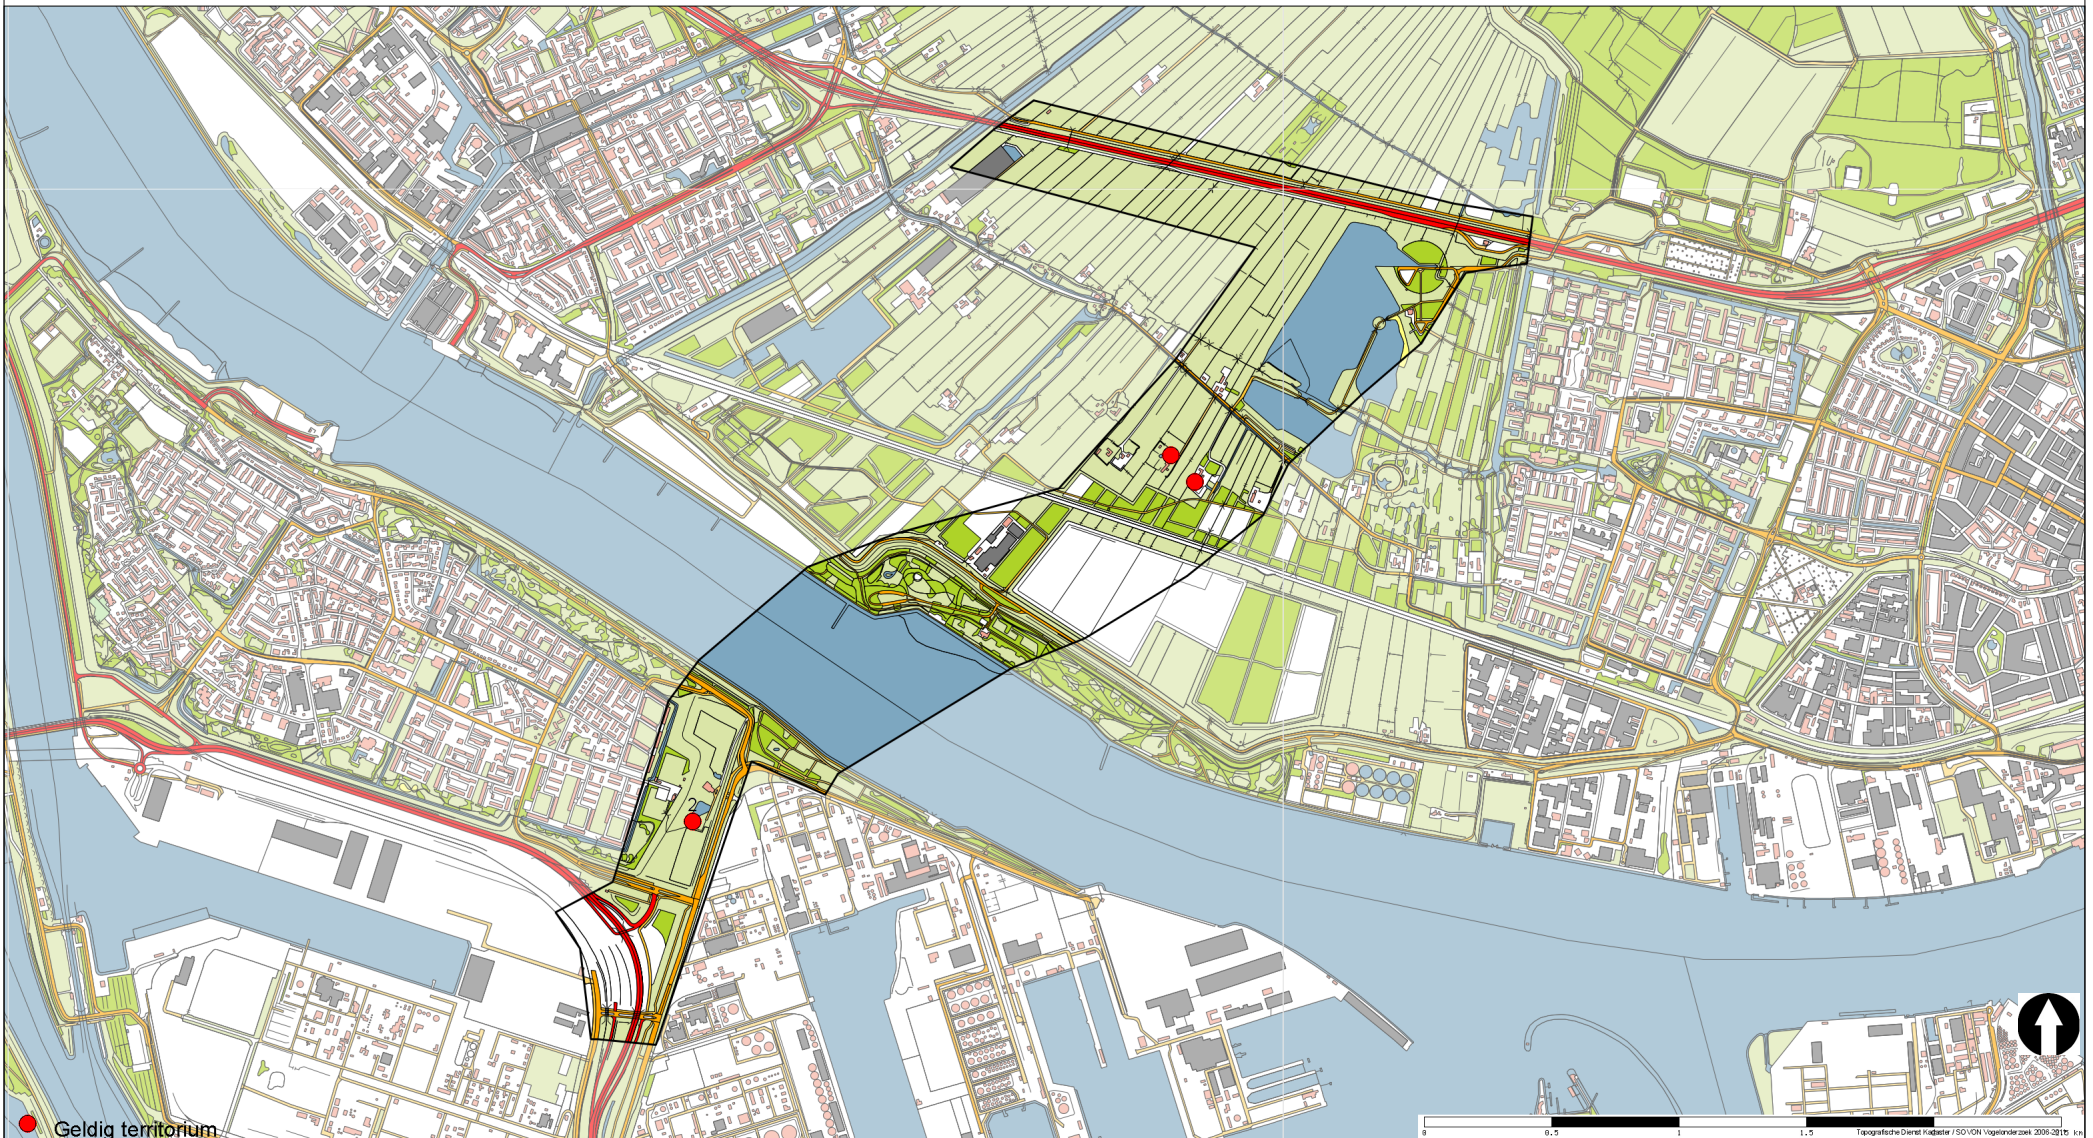 2
Geldig territorium
0 0.5 1 1.5
Topografische Dienst Kadaster / SOVON Vogelonderzoek 2006-2015 km